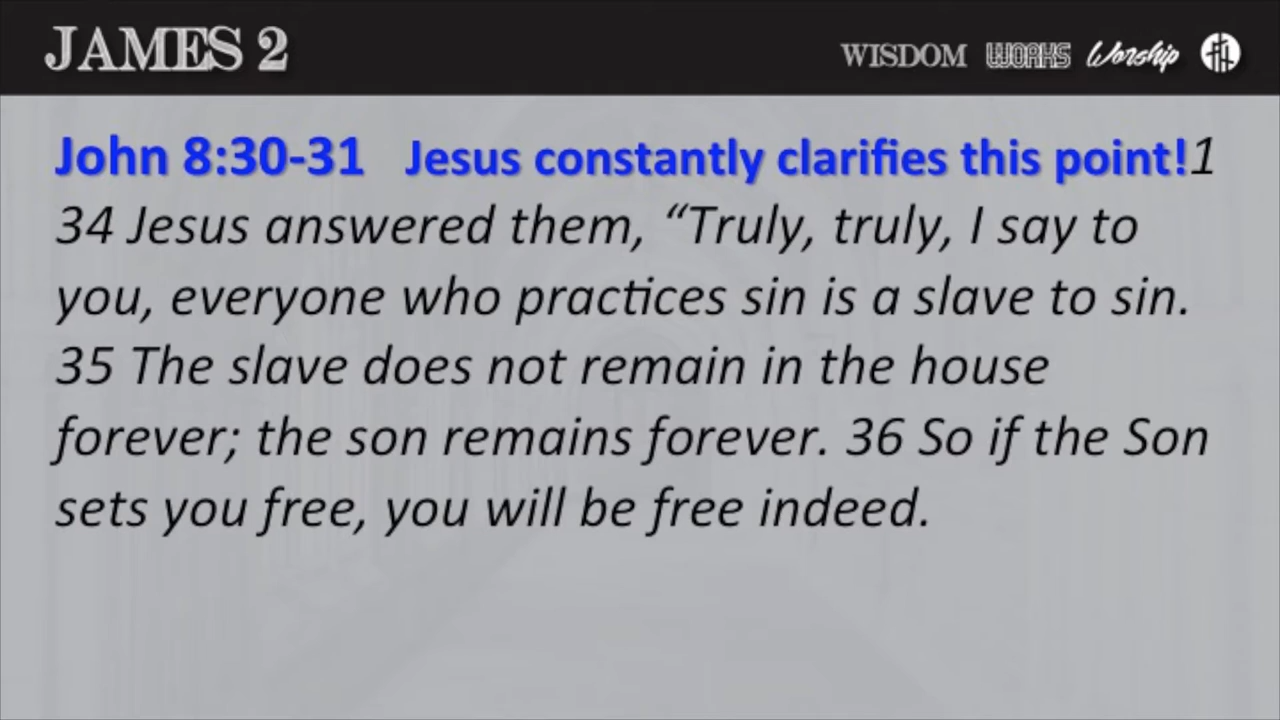 JAMES 2
WISDOM WORKS Worship
John 8:30-31 Jesus constantly clarifies this point!1
34 Jesus answered them, “Truly, truly, I say to
you, everyone who practices sin is a slave to sin.
35 The slave does not remain in the house
forever; the son remains forever. 36 So if the Son
sets you free, you will be free indeed.